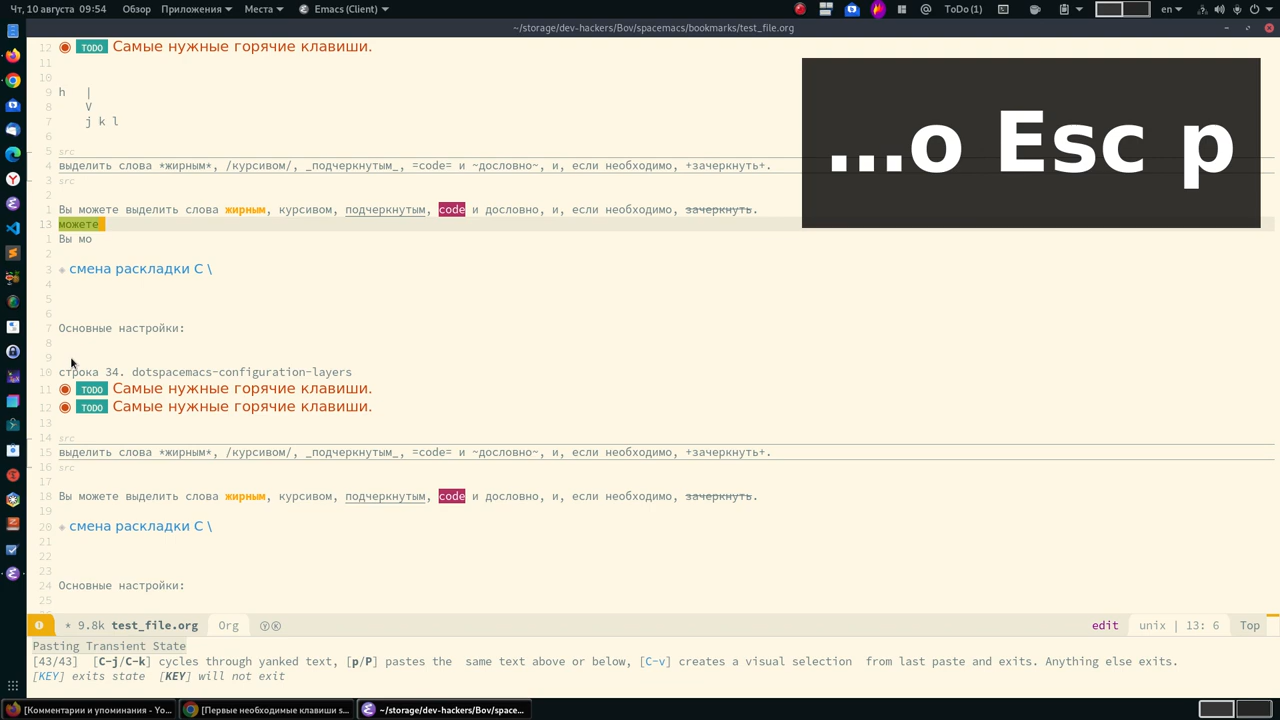 Чт, 10 августа 09:54 Обзор Приложения Места Emacs (Client) @ ToDo (1) en
~/storage/dev-hackers/Bov/spacemacs/bookmarks/test_file.org
12 TODO Самые нужные горячие клавиши.
11
10
9 h |
8 V
7 j k l
6
5 src
4 выделить слова *жирным*, /курсивом/, _подчеркнутым_, =code= и ~дословно~, и, если необходимо, +зачеркнуть+.
3 src
2
1 Вы можете выделить слова жирным, курсивом, подчеркнутым, code и дословно, и, если необходимо, зачеркнуть.
13 можете
1 Вы мо
2
3 смена раскладки C \
4
5
6
7 Основные настройки:
8
9
10 строка 34. dotspacemacs-configuration-layers
11 TODO Самые нужные горячие клавиши.
12 TODO Самые нужные горячие клавиши.
13
14 src
15 выделить слова *жирным*, /курсивом/, _подчеркнутым_, =code= и ~дословно~, и, если необходимо, +зачеркнуть+.
16 src
17
18 Вы можете выделить слова жирным, курсивом, подчеркнутым, code и дословно, и, если необходимо, зачеркнуть.
19
20 смена раскладки C \
21
22
23
24 Основные настройки:
25
...o Esc p
* 9.8k test_file.org Org ⓎⓀ edit unix | 13: 6 Top
Pasting Transient State
[43/43] [C-j/C-k] cycles through yanked text, [p/P] pastes the same text above or below, [C-v] creates a visual selection from last paste and exits. Anything else exits.
[KEY] exits state [KEY] will not exit
[Комментарии и упоминания - Yo... [Первые необходимые клавиши s... ~/storage/dev-hackers/Bov/space...